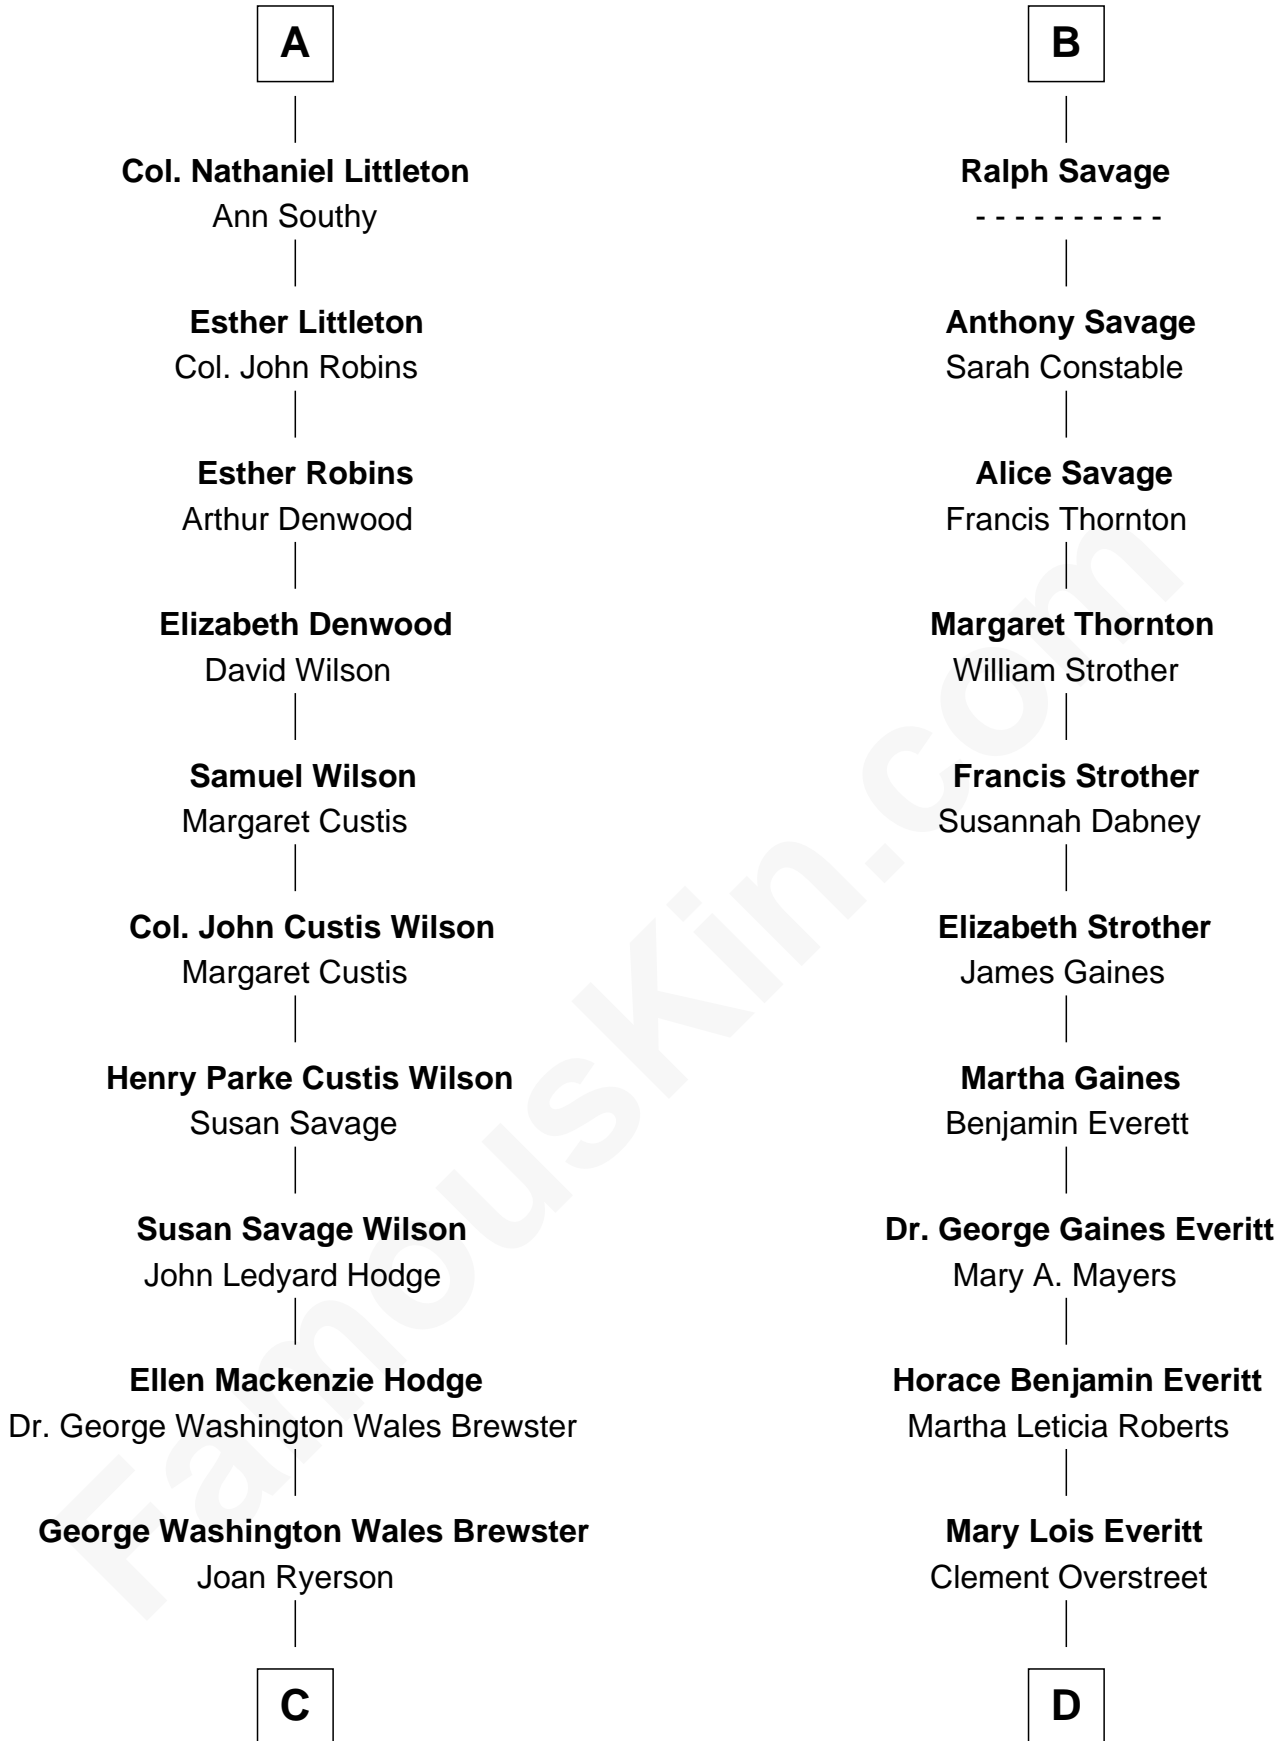 A
Col. Nathaniel Littleton
Ann Southy
Esther Littleton
Col. John Robins
Esther Robins
Arthur Denwood
Elizabeth Denwood
David Wilson
Samuel Wilson
Margaret Custis
Col. John Custis Wilson
Margaret Custis
Henry Parke Custis Wilson
Susan Savage
Susan Savage Wilson
John Ledyard Hodge
Ellen Mackenzie Hodge
Dr. George Washington Wales Brewster
George Washington Wales Brewster
Joan Ryerson
C
B
Ralph Savage
- - - - - - - - - -
Anthony Savage
Sarah Constable
Alice Savage
Francis Thornton
Margaret Thornton
William Strother
Francis Strother
Susannah Dabney
Elizabeth Strother
James Gaines
Martha Gaines
Benjamin Everett
Dr. George Gaines Everitt
Mary A. Mayers
Horace Benjamin Everitt
Martha Leticia Roberts
Mary Lois Everitt
Clement Overstreet
D
FamousKin.com